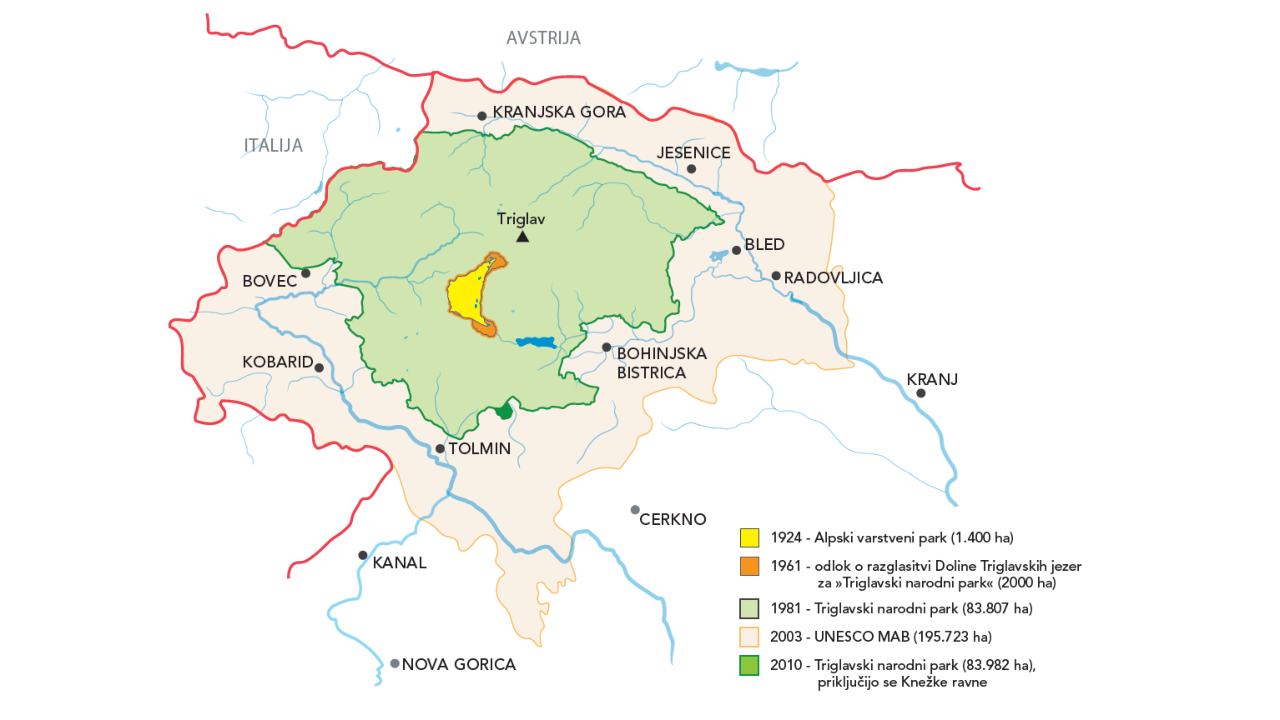 AVSTRIJA
KRANJSKA GORA
ITALIJA
JESENICE
Triglav
BLED
BOVEC
RADOVLJICA
KOBARID
BOHINJSKA
BISTRICA
KRANJ
TOLMIN
CERKNO
KANAL
NOVA GORICA
1924 - Alpski varstveni park (1.400 ha)
1961 - odlok o razglasitvi Doline Triglavskih jezer
za »Triglavski narodni park« (2000 ha)
1981 - Triglavski narodni park (83.807 ha)
2003 - UNESCO MAB (195.723 ha)
2010 - Triglavski narodni park (83.982 ha),
priključijo se Knežke ravne